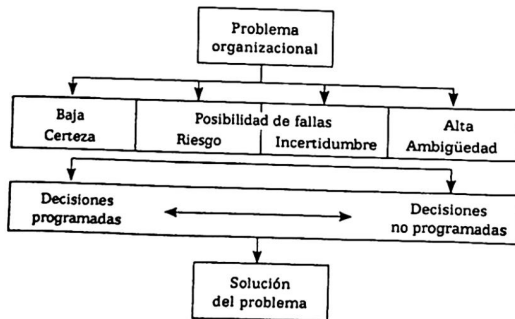 Problema
organizacional
Baja
Posibilidad de fallas
Alta
Certeza
Riesgo
Incertidumbre
Ambigüedad
Decisiones
programadas
Decisiones
no programadas
Solución
del problema